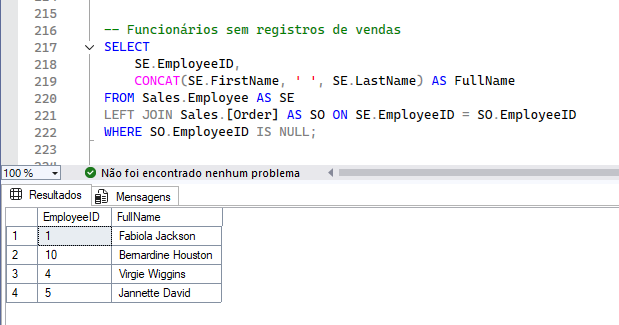 215
216 -- Funcionários sem registros de vendas
217 SELECT
218 SE.EmployeeID,
219 CONCAT(SE.FirstName, ' ', SE.LastName) AS FullName
220 FROM Sales.Employee AS SE
221 LEFT JOIN Sales.[Order] AS SO ON SE.EmployeeID = SO.EmployeeID
222 WHERE SO.EmployeeID IS NULL;
223
100 % Não foi encontrado nenhum problema
Resultados Mensagens
EmployeeID FullName
1 1 Fabiola Jackson
2 10 Bernardine Houston
3 4 Virgie Wiggins
4 5 Jannette David